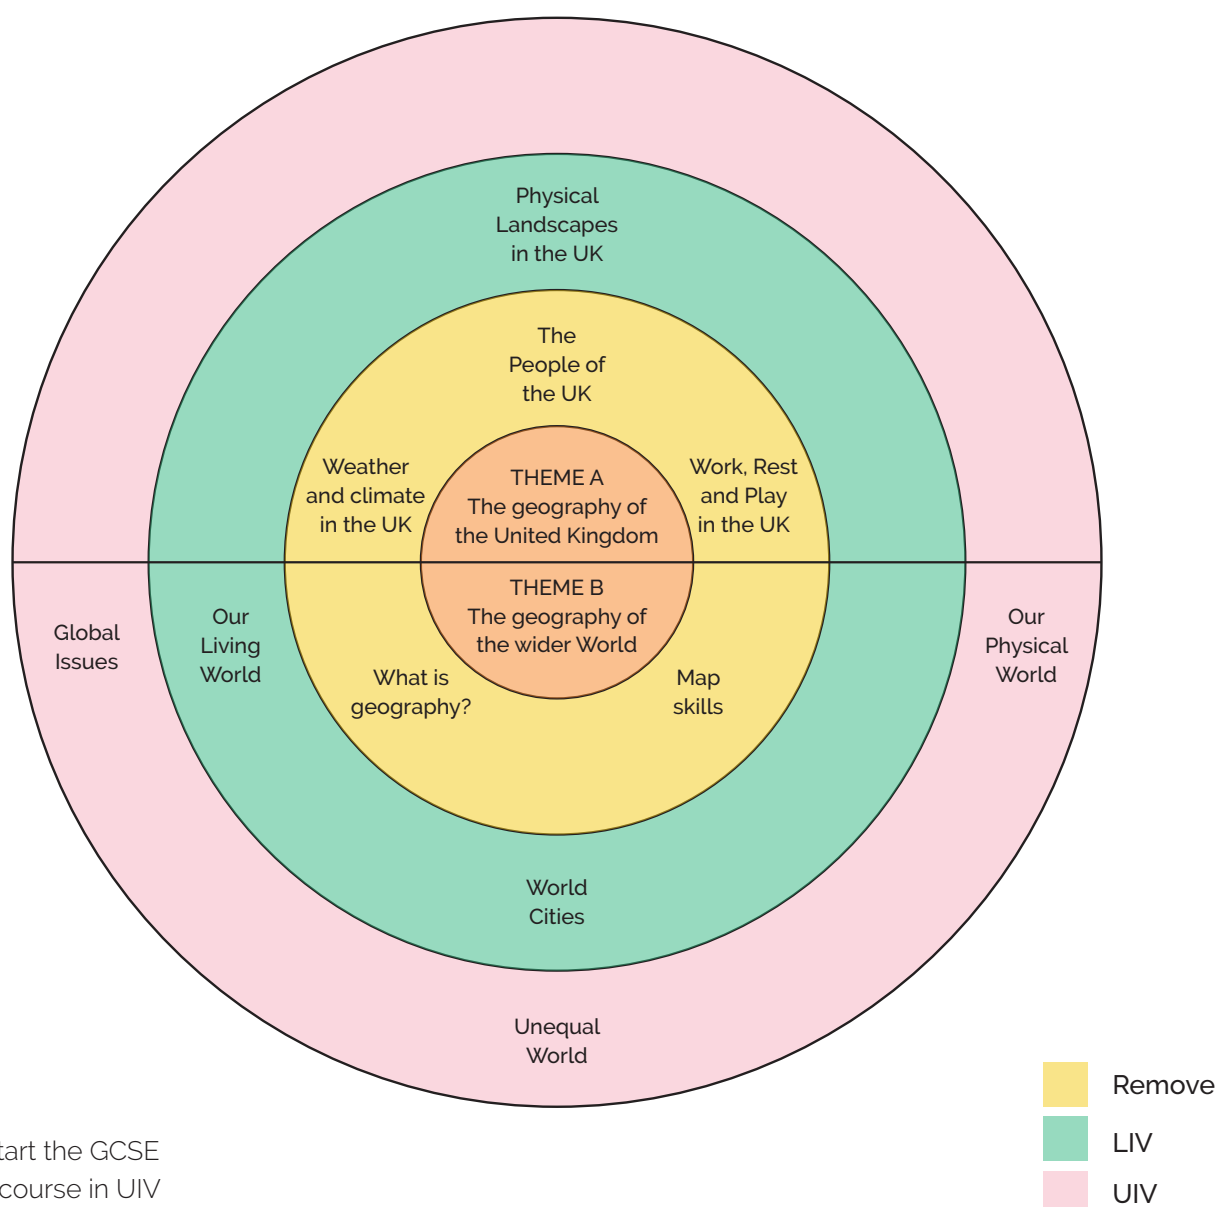 Physical
Landscapes
in the UK
The
People of
the UK
Weather
and climate
in the UK
THEME A
The geography of
the United Kingdom
Work, Rest
and Play
in the UK
THEME B
The geography of
the wider World
Global
Issues
Our
Living
World
What is
geography?
Map
skills
Our
Physical
World
World
Cities
Unequal
World
Remove
LIV
UIV
the GCSE
course in UIV